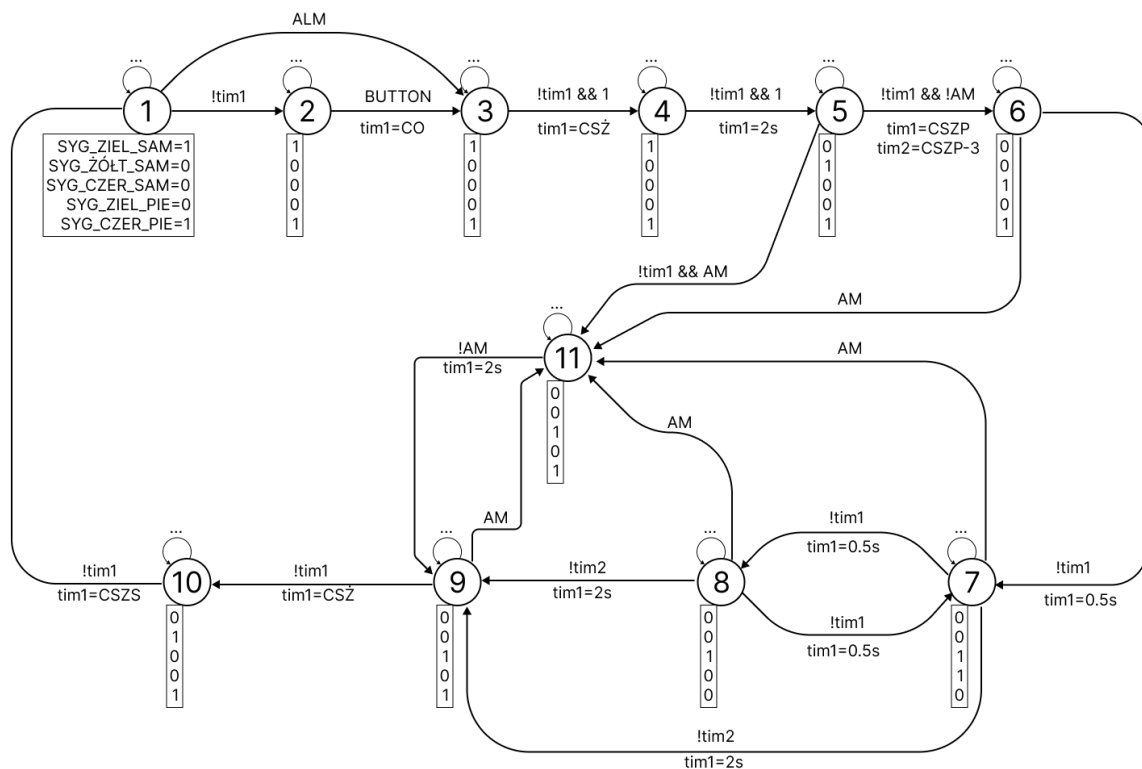 ALM
...
...
...
...
...
...
1
!tim1
2
BUTTON
tim1=CO
3
!tim1 && 1
tim1=CSŻ
4
!tim1 && 1
tim1=2s
5
!tim1 && !AM
tim1=CSZP
tim2=CSZP-3
6
SYG_ZIEL_SAM=1
SYG_ŻÓŁT_SAM=0
SYG_CZER_SAM=0
SYG_ZIEL_PIE=0
SYG_CZER_PIE=1
1
0
0
0
1
1
0
0
0
1
1
0
0
0
1
0
1
0
0
1
0
0
1
0
1
!tim1 && AM
AM
...
11
!AM
tim1=2s
AM
0
0
1
0
1
AM
AM
...
...
...
...
10
!tim1
tim1=CSZS
!tim1
tim1=CSŻ
9
!tim2
tim1=2s
8
!tim1
tim1=0.5s
!tim1
tim1=0.5s
7
!tim1
tim1=0.5s
0
1
0
0
1
0
0
1
0
1
0
0
1
0
0
0
0
1
1
0
!tim2
tim1=2s